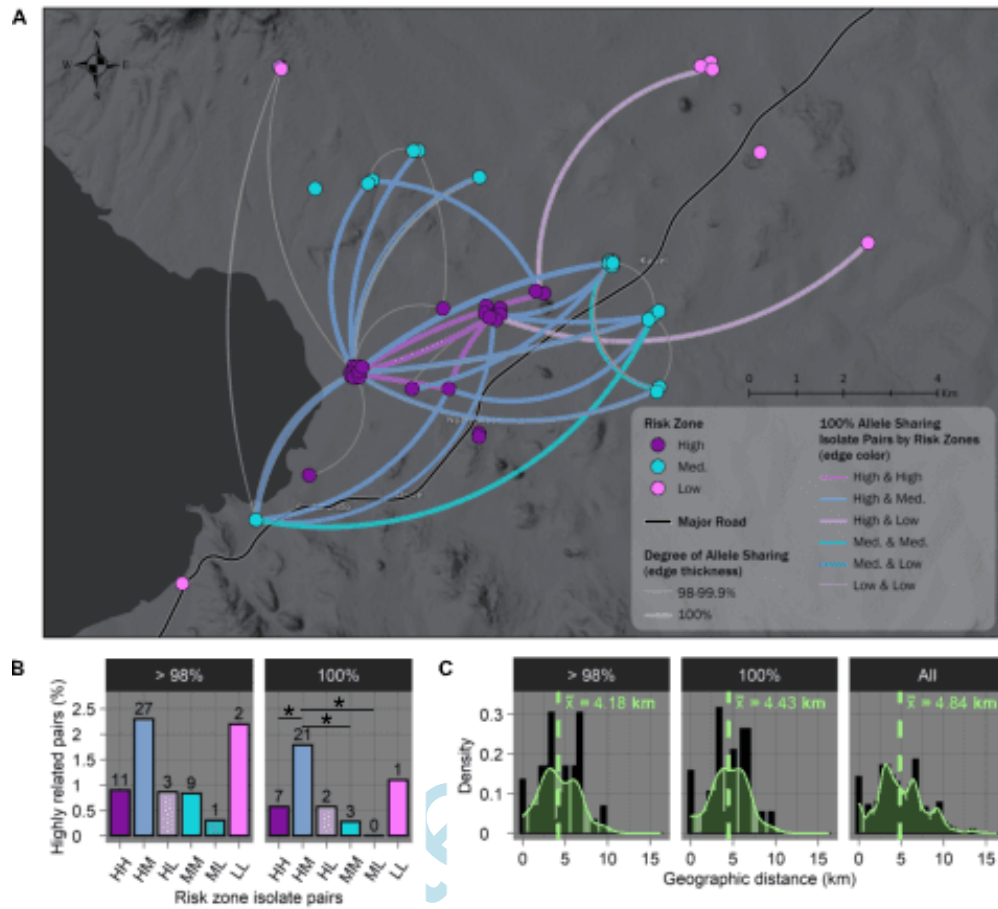 A
N
W
E
S
0 2 4
Km
Risk Zone
High
Med.
Low
Major Road
Degree of Allele Sharing
(edge thickness)
98-99.9%
100%
100% Allele Sharing
Isolate Pairs by Risk Zones
(edge color)
High & High
High & Med.
High & Low
Med. & Med.
Med. & Low
Low & Low
B
> 98% 100%
Highly related pairs (%)
2.5
2
1.5
1
0.5
0
11 27 3 9 1 2
7 21 2 3 0 1
* * *
HH HM HL MM ML LL
HH HM HL MM ML LL
Risk zone isolate pairs
C
> 98% 100% All
x̄ = 4.18 km x̄ = 4.43 km x̄ = 4.84 km
Density
0.3
0.2
0.1
0
0 5 10 15 0 5 10 15 0 5 10 15
Geographic distance (km)